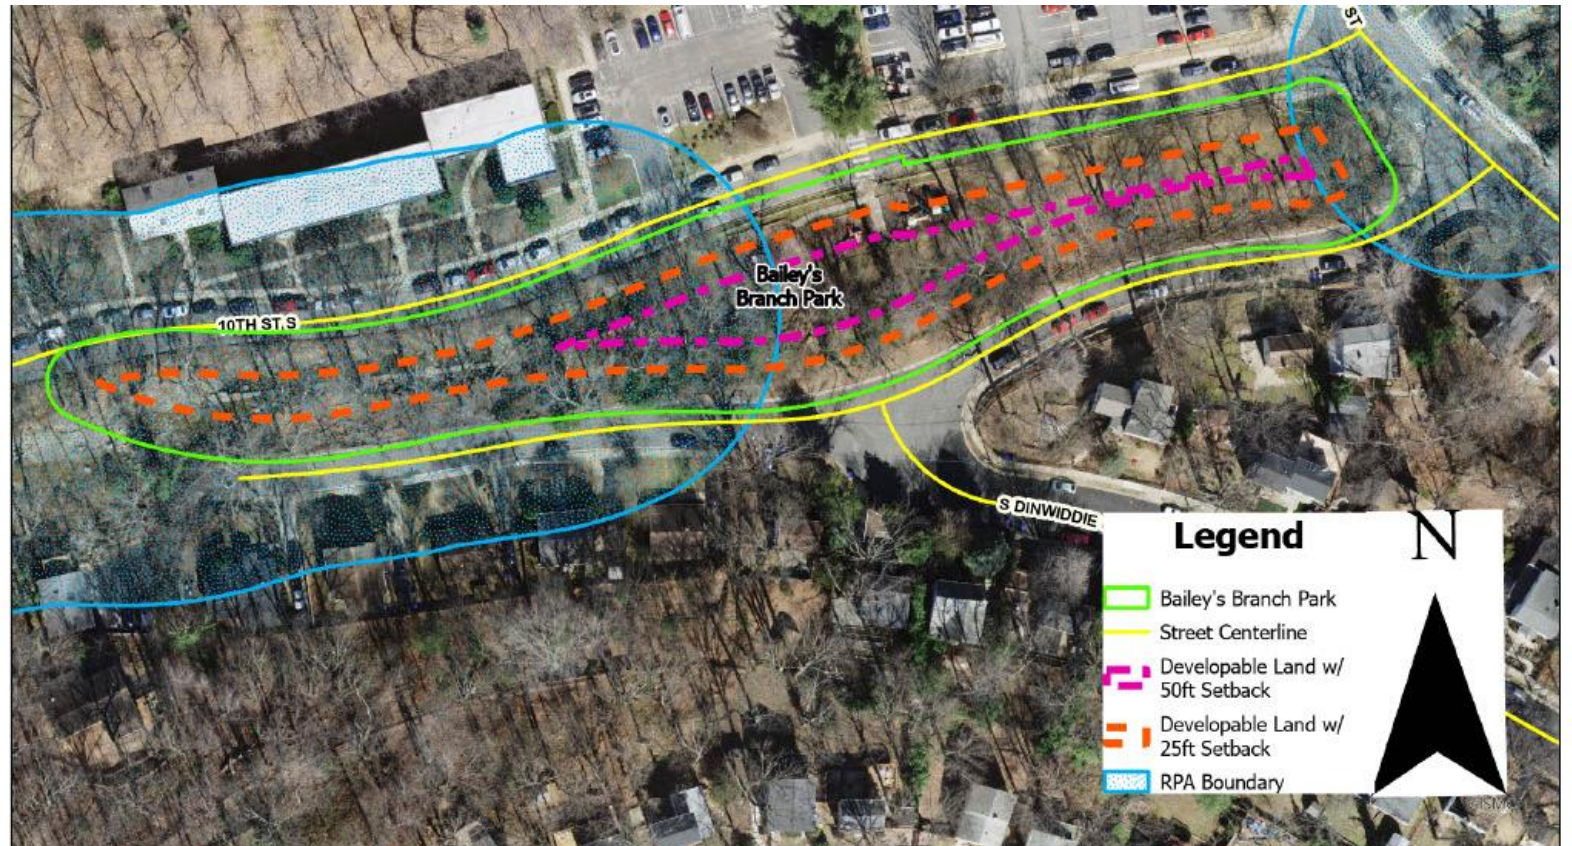 ST
Bailey's
Branch Park
10TH ST S
S DINWIDDIE
Legend
N
Bailey's Branch Park
Street Centerline
Developable Land w/
50ft Setback
Developable Land w/
25ft Setback
RPA Boundary